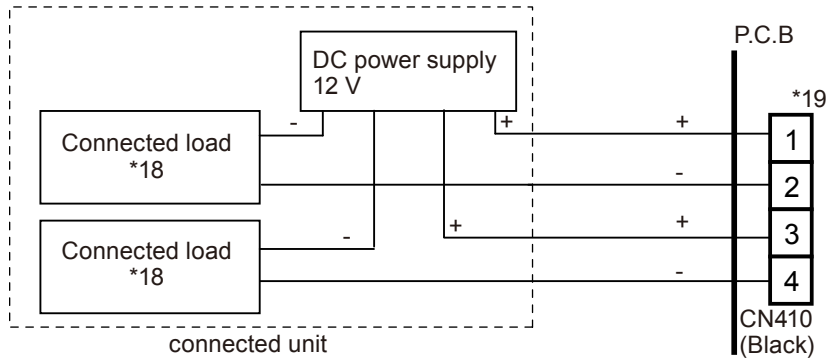 P.C.B
DC power supply
12 V
*19
- + +
1
Connected load
*18
-
2
+ +
3
Connected load
*18
-
-
4
CN410
(Black)
connected unit